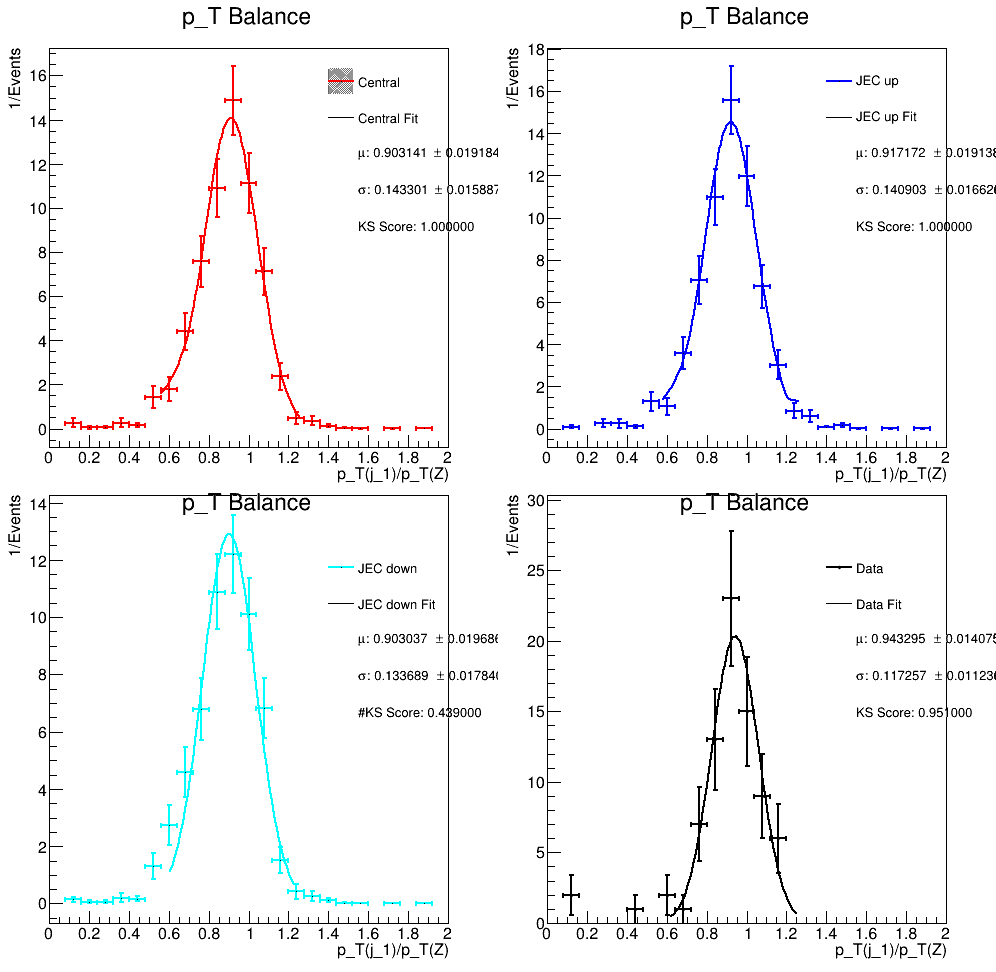 p_T Balance
1/Events
16
14
12
10
8
6
4
2
0
0 0.2 0.4 0.6 0.8 1 1.2 1.4 1.6 1.8 2
p_T(j_1)/p_T(Z)
Central
Central Fit
μ: 0.903141 ± 0.019184
σ: 0.143301 ± 0.015887
KS Score: 1.000000
p_T Balance
1/Events
18
16
14
12
10
8
6
4
2
0
0 0.2 0.4 0.6 0.8 1 1.2 1.4 1.6 1.8 2
p_T(j_1)/p_T(Z)
JEC up
JEC up Fit
μ: 0.917172 ± 0.019138
σ: 0.140903 ± 0.016626
KS Score: 1.000000
p_T Balance
1/Events
14
12
10
8
6
4
2
0
0 0.2 0.4 0.6 0.8 1 1.2 1.4 1.6 1.8 2
p_T(j_1)/p_T(Z)
JEC down
JEC down Fit
μ: 0.903037 ± 0.019686
σ: 0.133689 ± 0.017840
#KS Score: 0.439000
p_T Balance
1/Events
30
25
20
15
10
5
0
0 0.2 0.4 0.6 0.8 1 1.2 1.4 1.6 1.8 2
p_T(j_1)/p_T(Z)
Data
Data Fit
μ: 0.943295 ± 0.014075
σ: 0.117257 ± 0.011236
KS Score: 0.951000